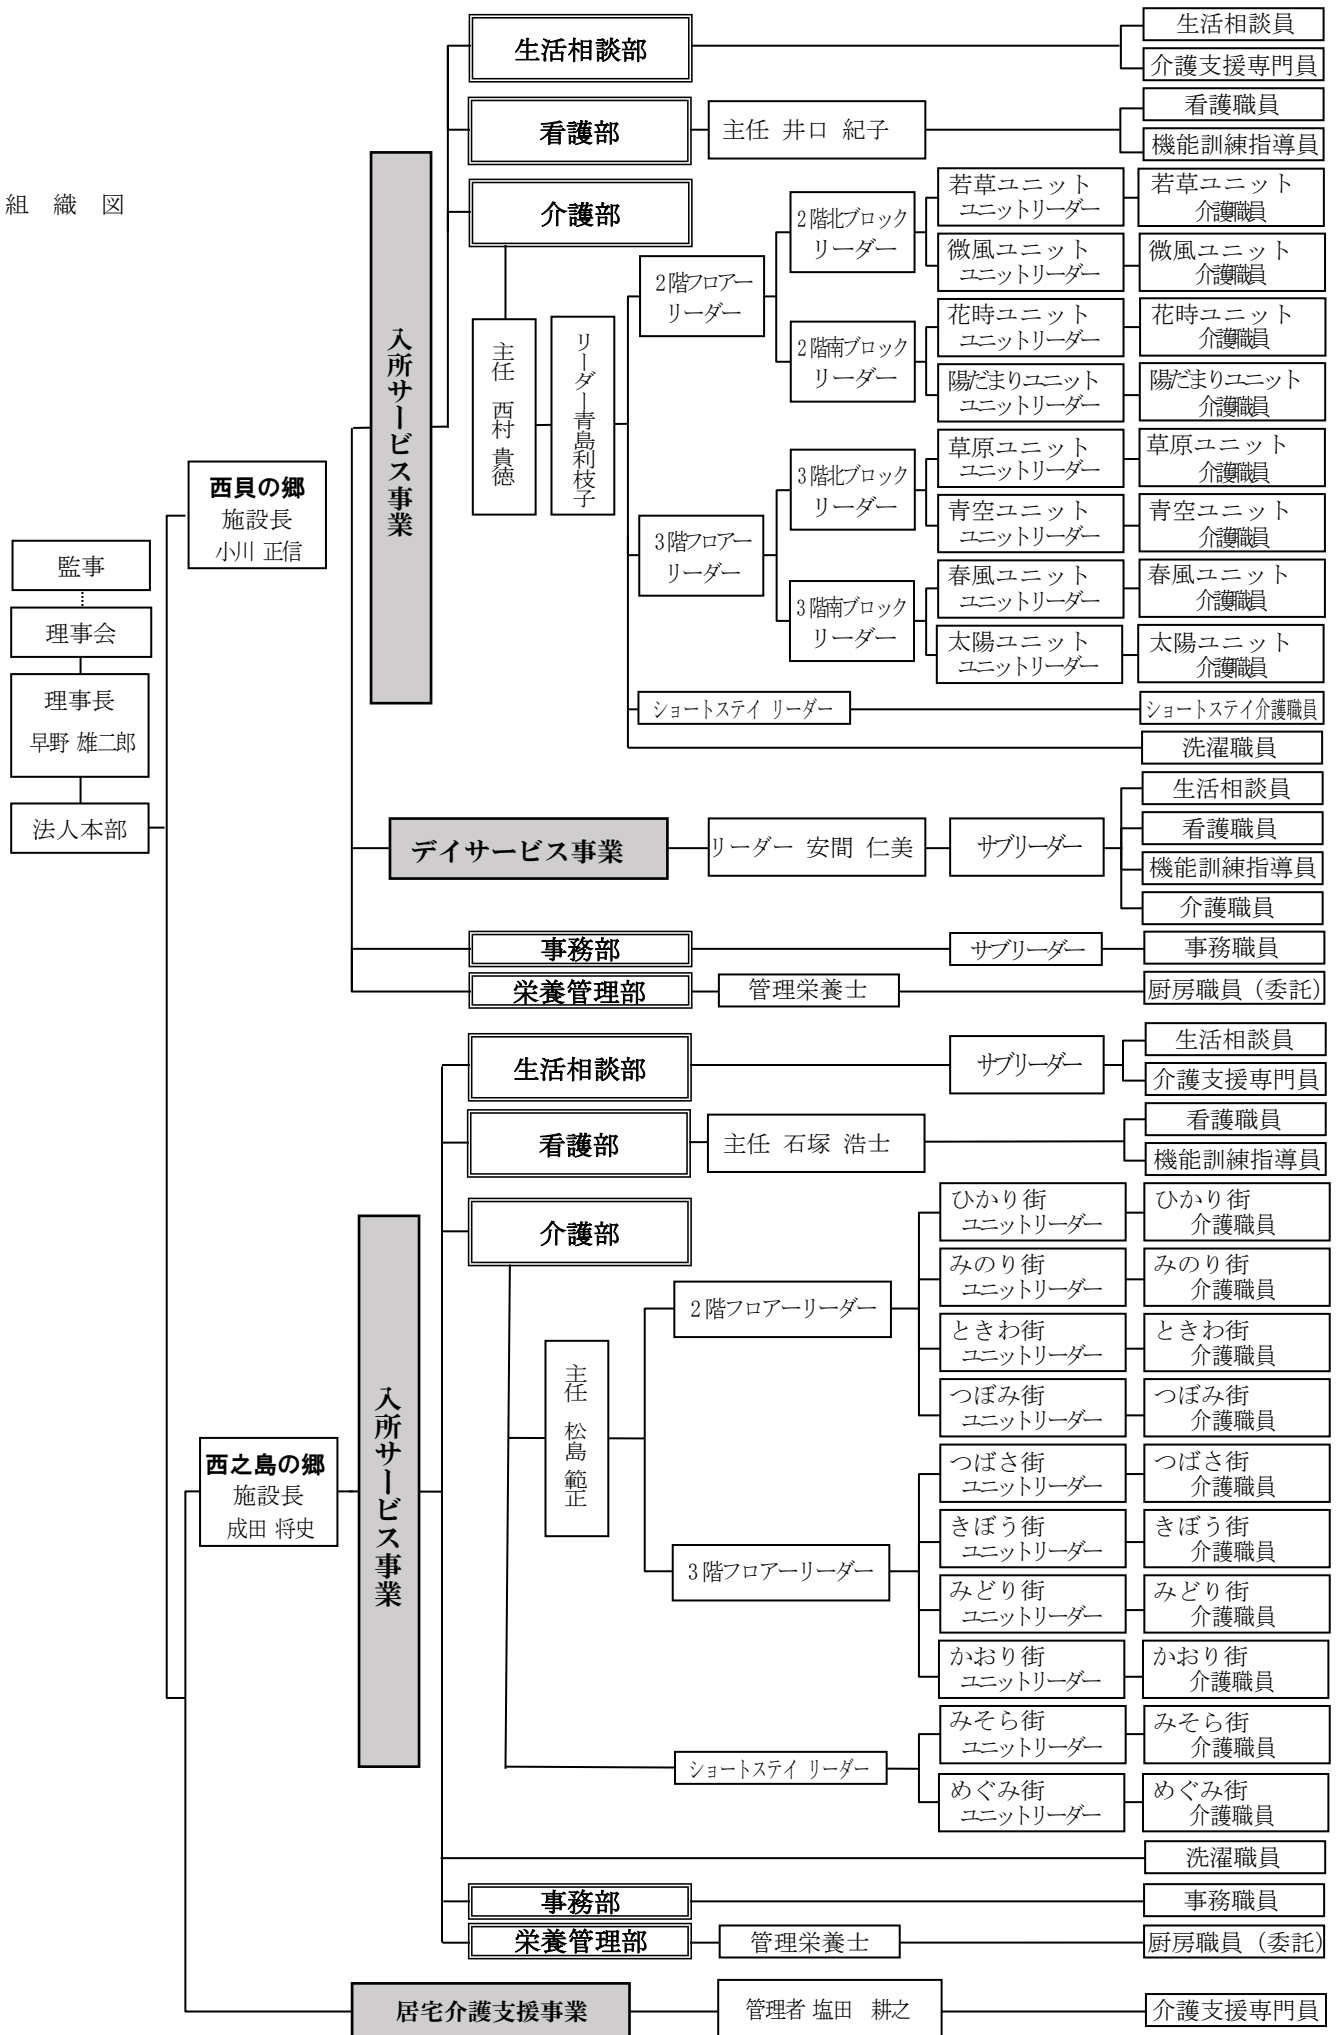 組 織 図
監事
理事会
理事長
早野 雄二郎
法人本部
西貝の郷
施設長
小川 正信
入所サービス事業
生活相談部
生活相談員
介護支援専門員
看護部
主任 井口 紀子
看護職員
機能訓練指導員
介護部
主任 西村 貴徳
リーダー青島利枝子
2階フロアー
リーダー
2階北ブロック
リーダー
若草ユニット
ユニットリーダー
若草ユニット
介護職員
微風ユニット
ユニットリーダー
微風ユニット
介護職員
2階南ブロック
リーダー
花時ユニット
ユニットリーダー
花時ユニット
介護職員
陽だまりユニット
ユニットリーダー
陽だまりユニット
介護職員
3階フロアー
リーダー
3階北ブロック
リーダー
草原ユニット
ユニットリーダー
草原ユニット
介護職員
青空ユニット
ユニットリーダー
青空ユニット
介護職員
3階南ブロック
リーダー
春風ユニット
ユニットリーダー
春風ユニット
介護職員
太陽ユニット
ユニットリーダー
太陽ユニット
介護職員
ショートステイ リーダー
ショートステイ介護職員
洗濯職員
デイサービス事業
リーダー 安間 仁美
サブリーダー
生活相談員
看護職員
機能訓練指導員
介護職員
事務部
サブリーダー
事務職員
栄養管理部
管理栄養士
厨房職員（委託）
西之島の郷
施設長
成田 将史
入所サービス事業
生活相談部
サブリーダー
生活相談員
介護支援専門員
看護部
主任 石塚 浩士
看護職員
機能訓練指導員
介護部
主任 松島 範正
2階フロアーリーダー
ひかり街
ユニットリーダー
ひかり街
介護職員
みのり街
ユニットリーダー
みのり街
介護職員
ときわ街
ユニットリーダー
ときわ街
介護職員
つぼみ街
ユニットリーダー
つぼみ街
介護職員
3階フロアーリーダー
つばさ街
ユニットリーダー
つばさ街
介護職員
きぼう街
ユニットリーダー
きぼう街
介護職員
みどり街
ユニットリーダー
みどり街
介護職員
かおり街
ユニットリーダー
かおり街
介護職員
ショートステイ リーダー
みそら街
ユニットリーダー
みそら街
介護職員
めぐみ街
ユニットリーダー
めぐみ街
介護職員
洗濯職員
事務部
事務職員
栄養管理部
管理栄養士
厨房職員（委託）
居宅介護支援事業
管理者 塩田 耕之
介護支援専門員